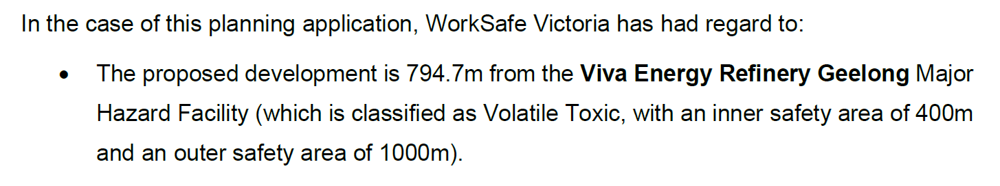 In the case of this planning application, WorkSafe Victoria has had regard to:
• The proposed development is 794.7m from the Viva Energy Refinery Geelong Major
Hazard Facility (which is classified as Volatile Toxic, with an inner safety area of 400m
and an outer safety area of 1000m).